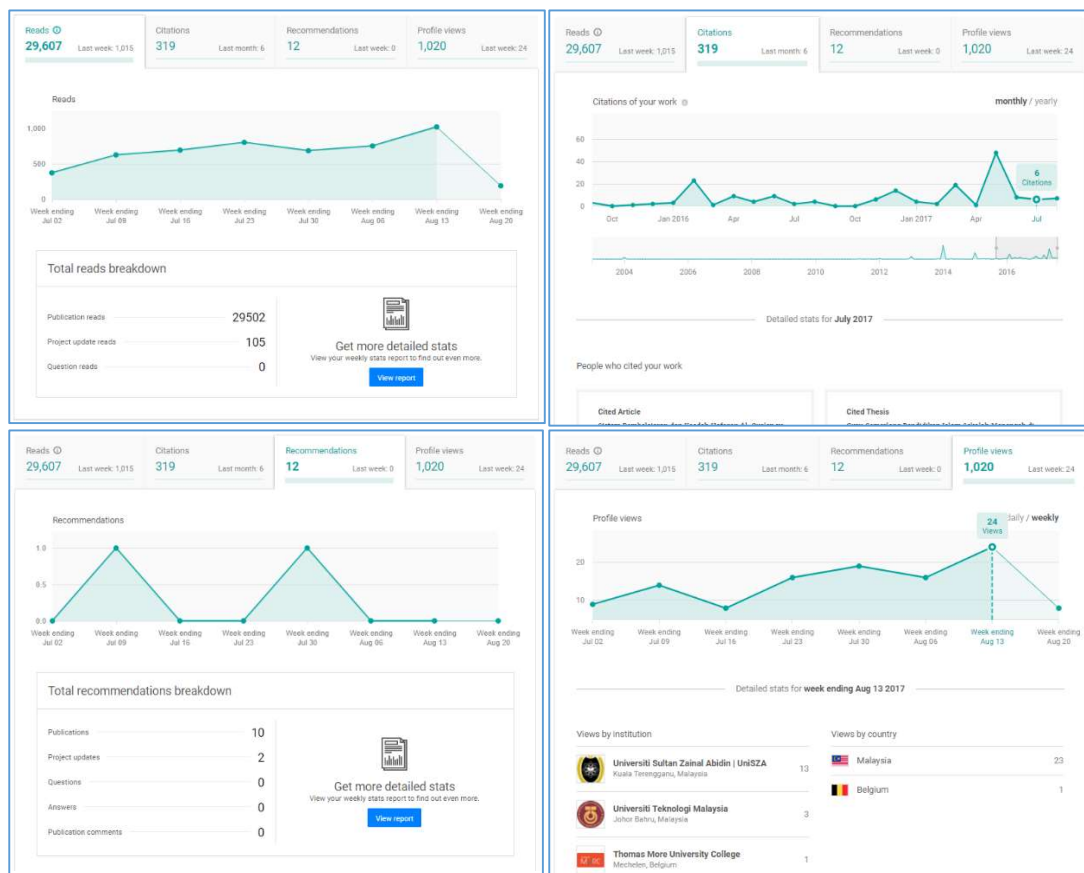 Reads
29,607 Last week: 1,015
Citations
319 Last month: 6
Recommendations
12 Last week: 0
Profile views
1,020 Last week: 24
Reads
1,000
500
0
Week ending Jul 02
Week ending Jul 09
Week ending Jul 16
Week ending Jul 23
Week ending Jul 30
Week ending Aug 06
Week ending Aug 13
Week ending Aug 20
Total reads breakdown
Publication reads 29502
Project update reads 105
Question reads 0
Get more detailed stats
View your weekly stats report to find out even more.
View report
Reads
29,607 Last week: 1,015
Citations
319 Last month: 6
Recommendations
12 Last week: 0
Profile views
1,020 Last week: 24
Citations of your work
monthly / yearly
60
40
20
0
6
Citations
Oct Jan 2016 Apr Jul Oct Jan 2017 Apr Jul
2004 2006 2008 2010 2012 2014 2016
Detailed stats for July 2017
People who cited your work
Cited Article
Cited Thesis
Reads
29,607 Last week: 1,015
Citations
319 Last month: 6
Recommendations
12 Last week: 0
Profile views
1,020 Last week: 24
Recommendations
1.0
0.5
0.0
Week ending Jul 02
Week ending Jul 09
Week ending Jul 16
Week ending Jul 23
Week ending Jul 30
Week ending Aug 06
Week ending Aug 13
Week ending Aug 20
Total recommendations breakdown
Publications 10
Project updates 2
Questions 0
Answers 0
Publication comments 0
Get more detailed stats
View your weekly stats report to find out even more.
View report
Reads
29,607 Last week: 1,015
Citations
319 Last month: 6
Recommendations
12 Last week: 0
Profile views
1,020 Last week: 24
Profile views
/ weekly
24
Views
20
10
Week ending Jul 02
Week ending Jul 09
Week ending Jul 16
Week ending Jul 23
Week ending Jul 30
Week ending Aug 06
Week ending Aug 13
Week ending Aug 20
Detailed stats for week ending Aug 13 2017
Views by institution
Universiti Sultan Zainal Abidin | UniSZA 13
Kuala Terengganu, Malaysia
Universiti Teknologi Malaysia 3
Johor Bahru, Malaysia
Thomas More University College 1
Mechelen, Belgium
Views by country
Malaysia 23
Belgium 1